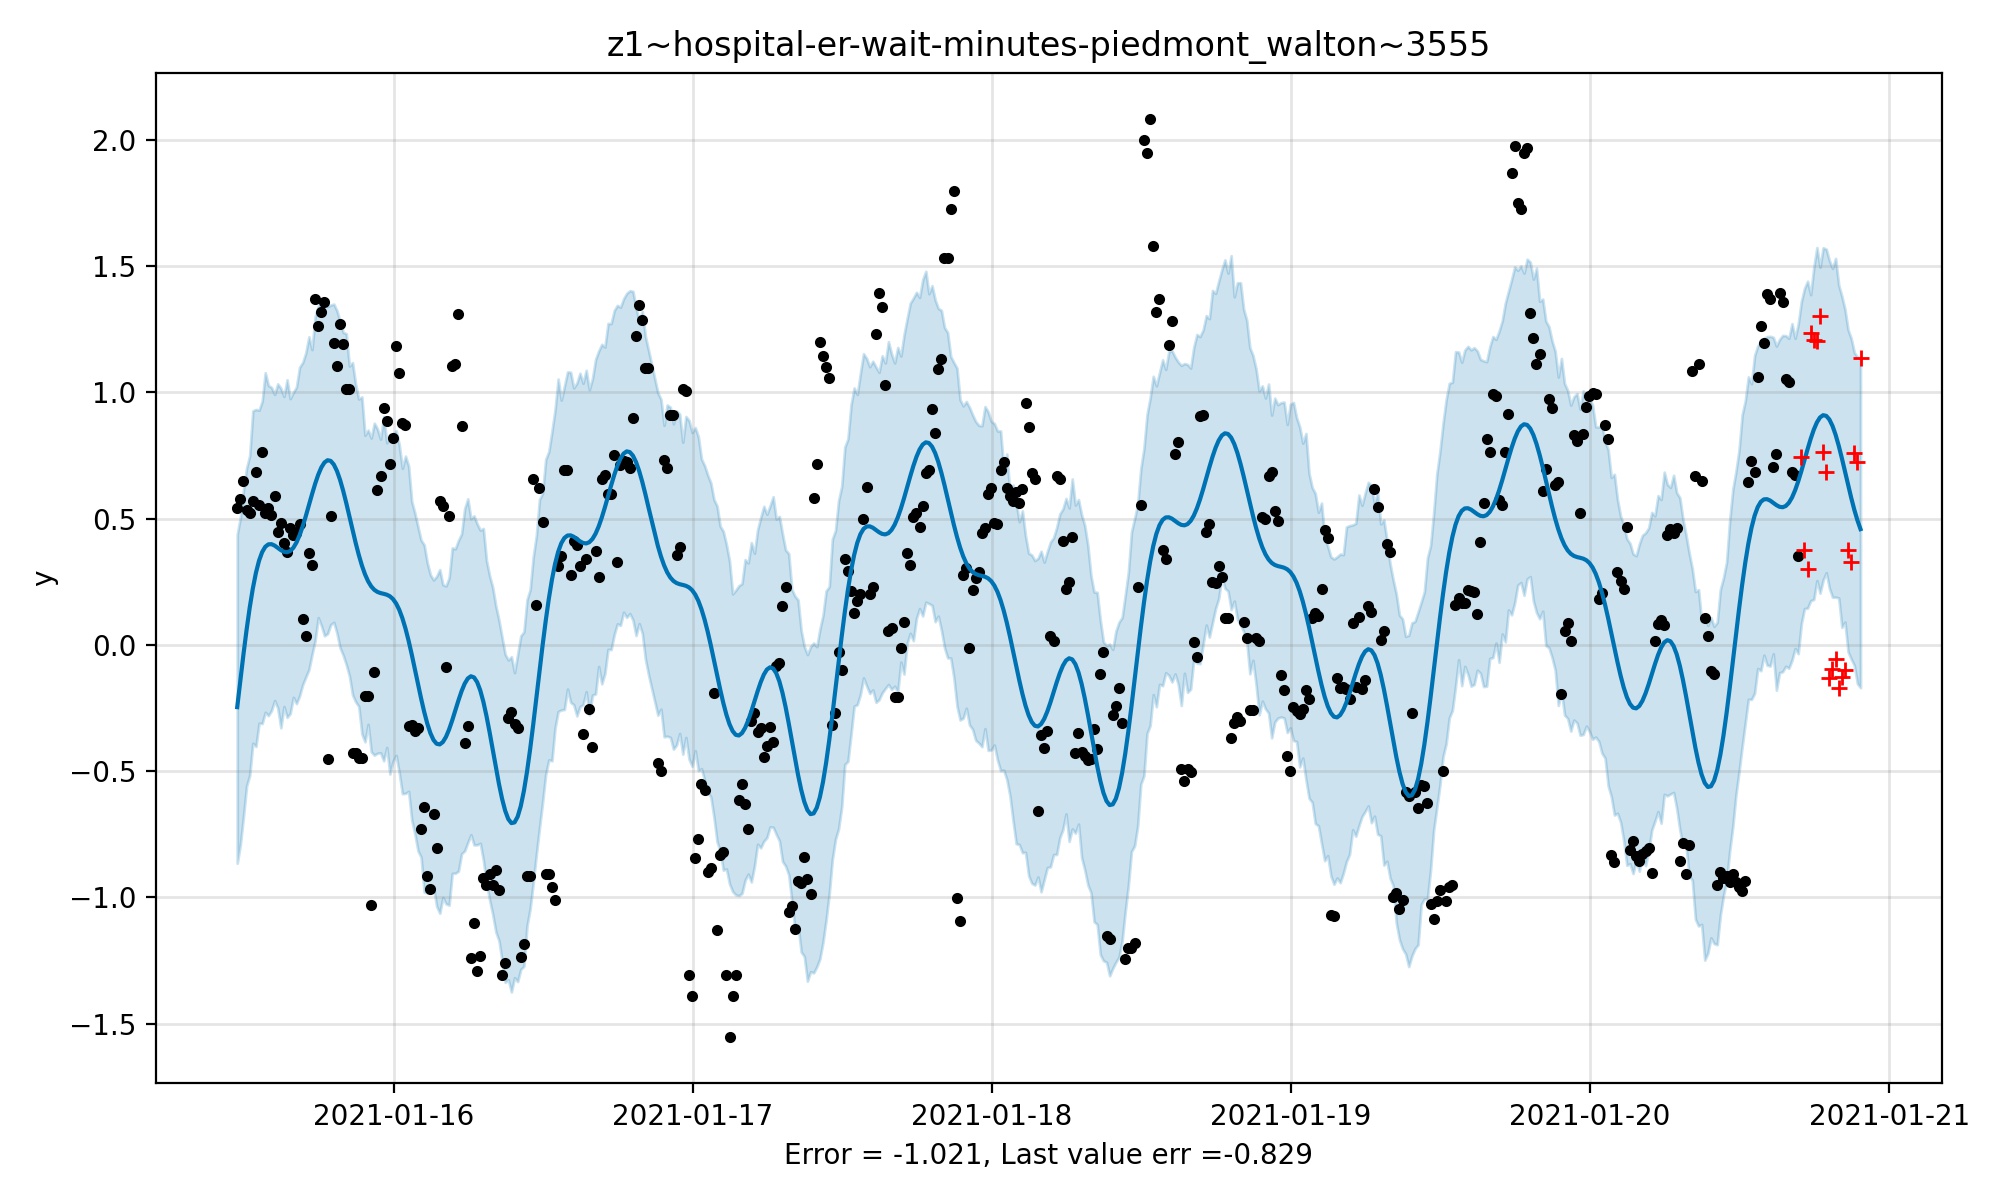 z1~hospital-er-wait-minutes-piedmont_walton~3555
y
2.0
1.5
1.0
0.5
0.0
−0.5
−1.0
−1.5
2021-01-16 2021-01-17 2021-01-18 2021-01-19 2021-01-20 2021-01-21
Error = -1.021, Last value err =-0.829